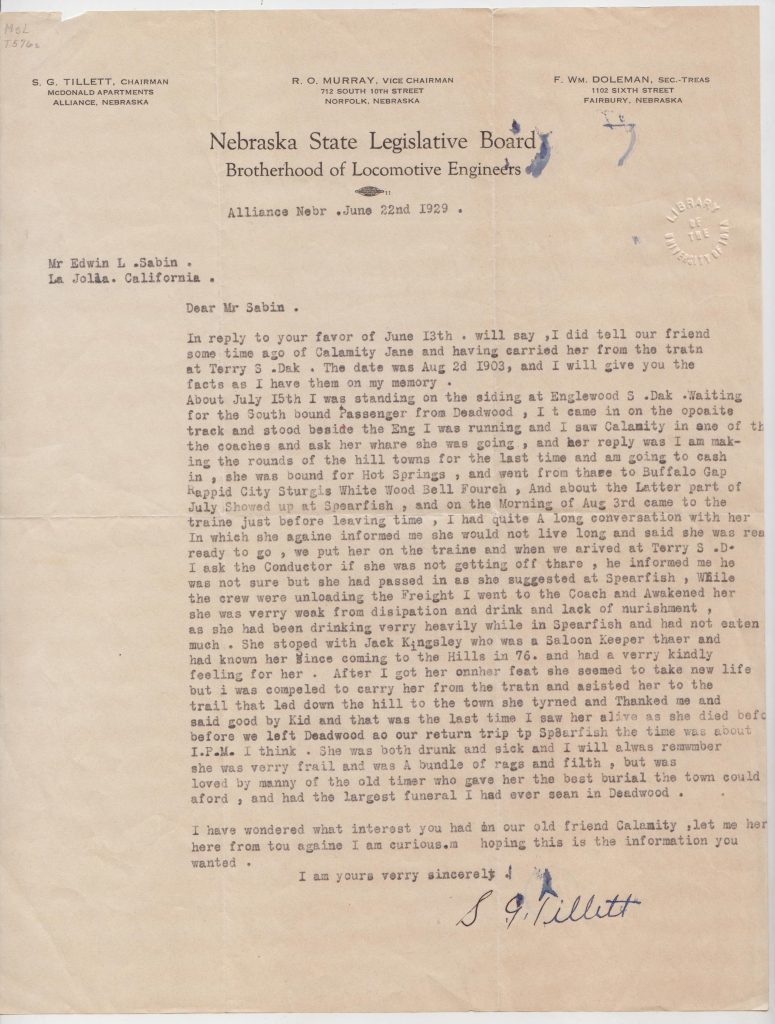 MsL
T576s
S. G. TILLETT, CHAIRMAN
McDONALD APARTMENTS
ALLIANCE, NEBRASKA
R. O. MURRAY, VICE CHAIRMAN
712 SOUTH 10TH STREET
NORFOLK, NEBRASKA
F. WM. DOLEMAN, SEC.-TREAS
1102 SIXTH STREET
FAIRBURY, NEBRASKA
Nebraska State Legislative Board
Brotherhood of Locomotive Engineers
LIBRARY OF THE UNIVERSITY OF IOWA
Alliance Nebr .June 22nd 1929 .
Mr Edwin L .Sabin .
La Jolla. California .
Dear Mr Sabin .
In reply to your favor of June 13th . will say ,I did tell our friend
some time ago of Calamity Jane and having carried her from the tratn
at Terry S .Dak . The date was Aug 2d 1903, and I will give you the
facts as I have them on my memory .
About July 15th I was standing on the siding at Englewood S .Dak .Waiting
for the South bound Passenger from Deadwood , I t came in on the opoaite
track and stood beside the Eng I was running and I saw Calamity in one of th
the coaches and ask her whare she was going , and her reply was I am mak-
ing the rounds of the hill towns for the last time and am going to cash
in , she was bound for Hot Springs , and went from thare to Buffalo Gap
Rappid City Sturgis White Wood Bell Fourch , And about the Latter part of
July Showed up at Spearfish , and on the Morning of Aug 3rd came to the
traine just before leaving time , I had quite A long conversation with her
In which she againe informed me she would not live long and said she was rea
ready to go , we put her on the traine and when we arived at Terry S .D.
I ask the Conductor if she was not getting off thare , he informed me he
was not sure but she had passed in as she suggested at Spearfish , While
the crew were unloading the Freight I went to the Coach and Awakened her
she was verry weak from disipation and drink and lack of nurishment ,
as she had been drinking verry heavily while in Spearfish and had not eaten
much . She stoped with Jack Kingsley who was a Saloon Keeper thaer and
had known her Since coming to the Hills in 76. and had a verry kindly
feeling for her . After I got her onnher feat she seemed to take new life
but i was compeled to carry her from the tratn and asisted her to the
trail that led down the hill to the town she tyrned and Thanked me and
said good by Kid and that was the last time I saw her alive as she died befo
before we left Deadwood ao our return trip tp Sp8arfish the time was about
I.P.M. I think . She was both drunk and sick and I will alwas remwmber
she was verry frail and was A bundle of rags and filth , but was
loved by manny of the old timer who gave her the best burial the town could
aford , and had the largest funeral I had ever sean in Deadwood .
I have wondered what interest you had in our old friend Calamity ,let me her
here from tou againe I am curious.m hoping this is the information you
wanted .
I am yours verry sincerely .
S G Tillett